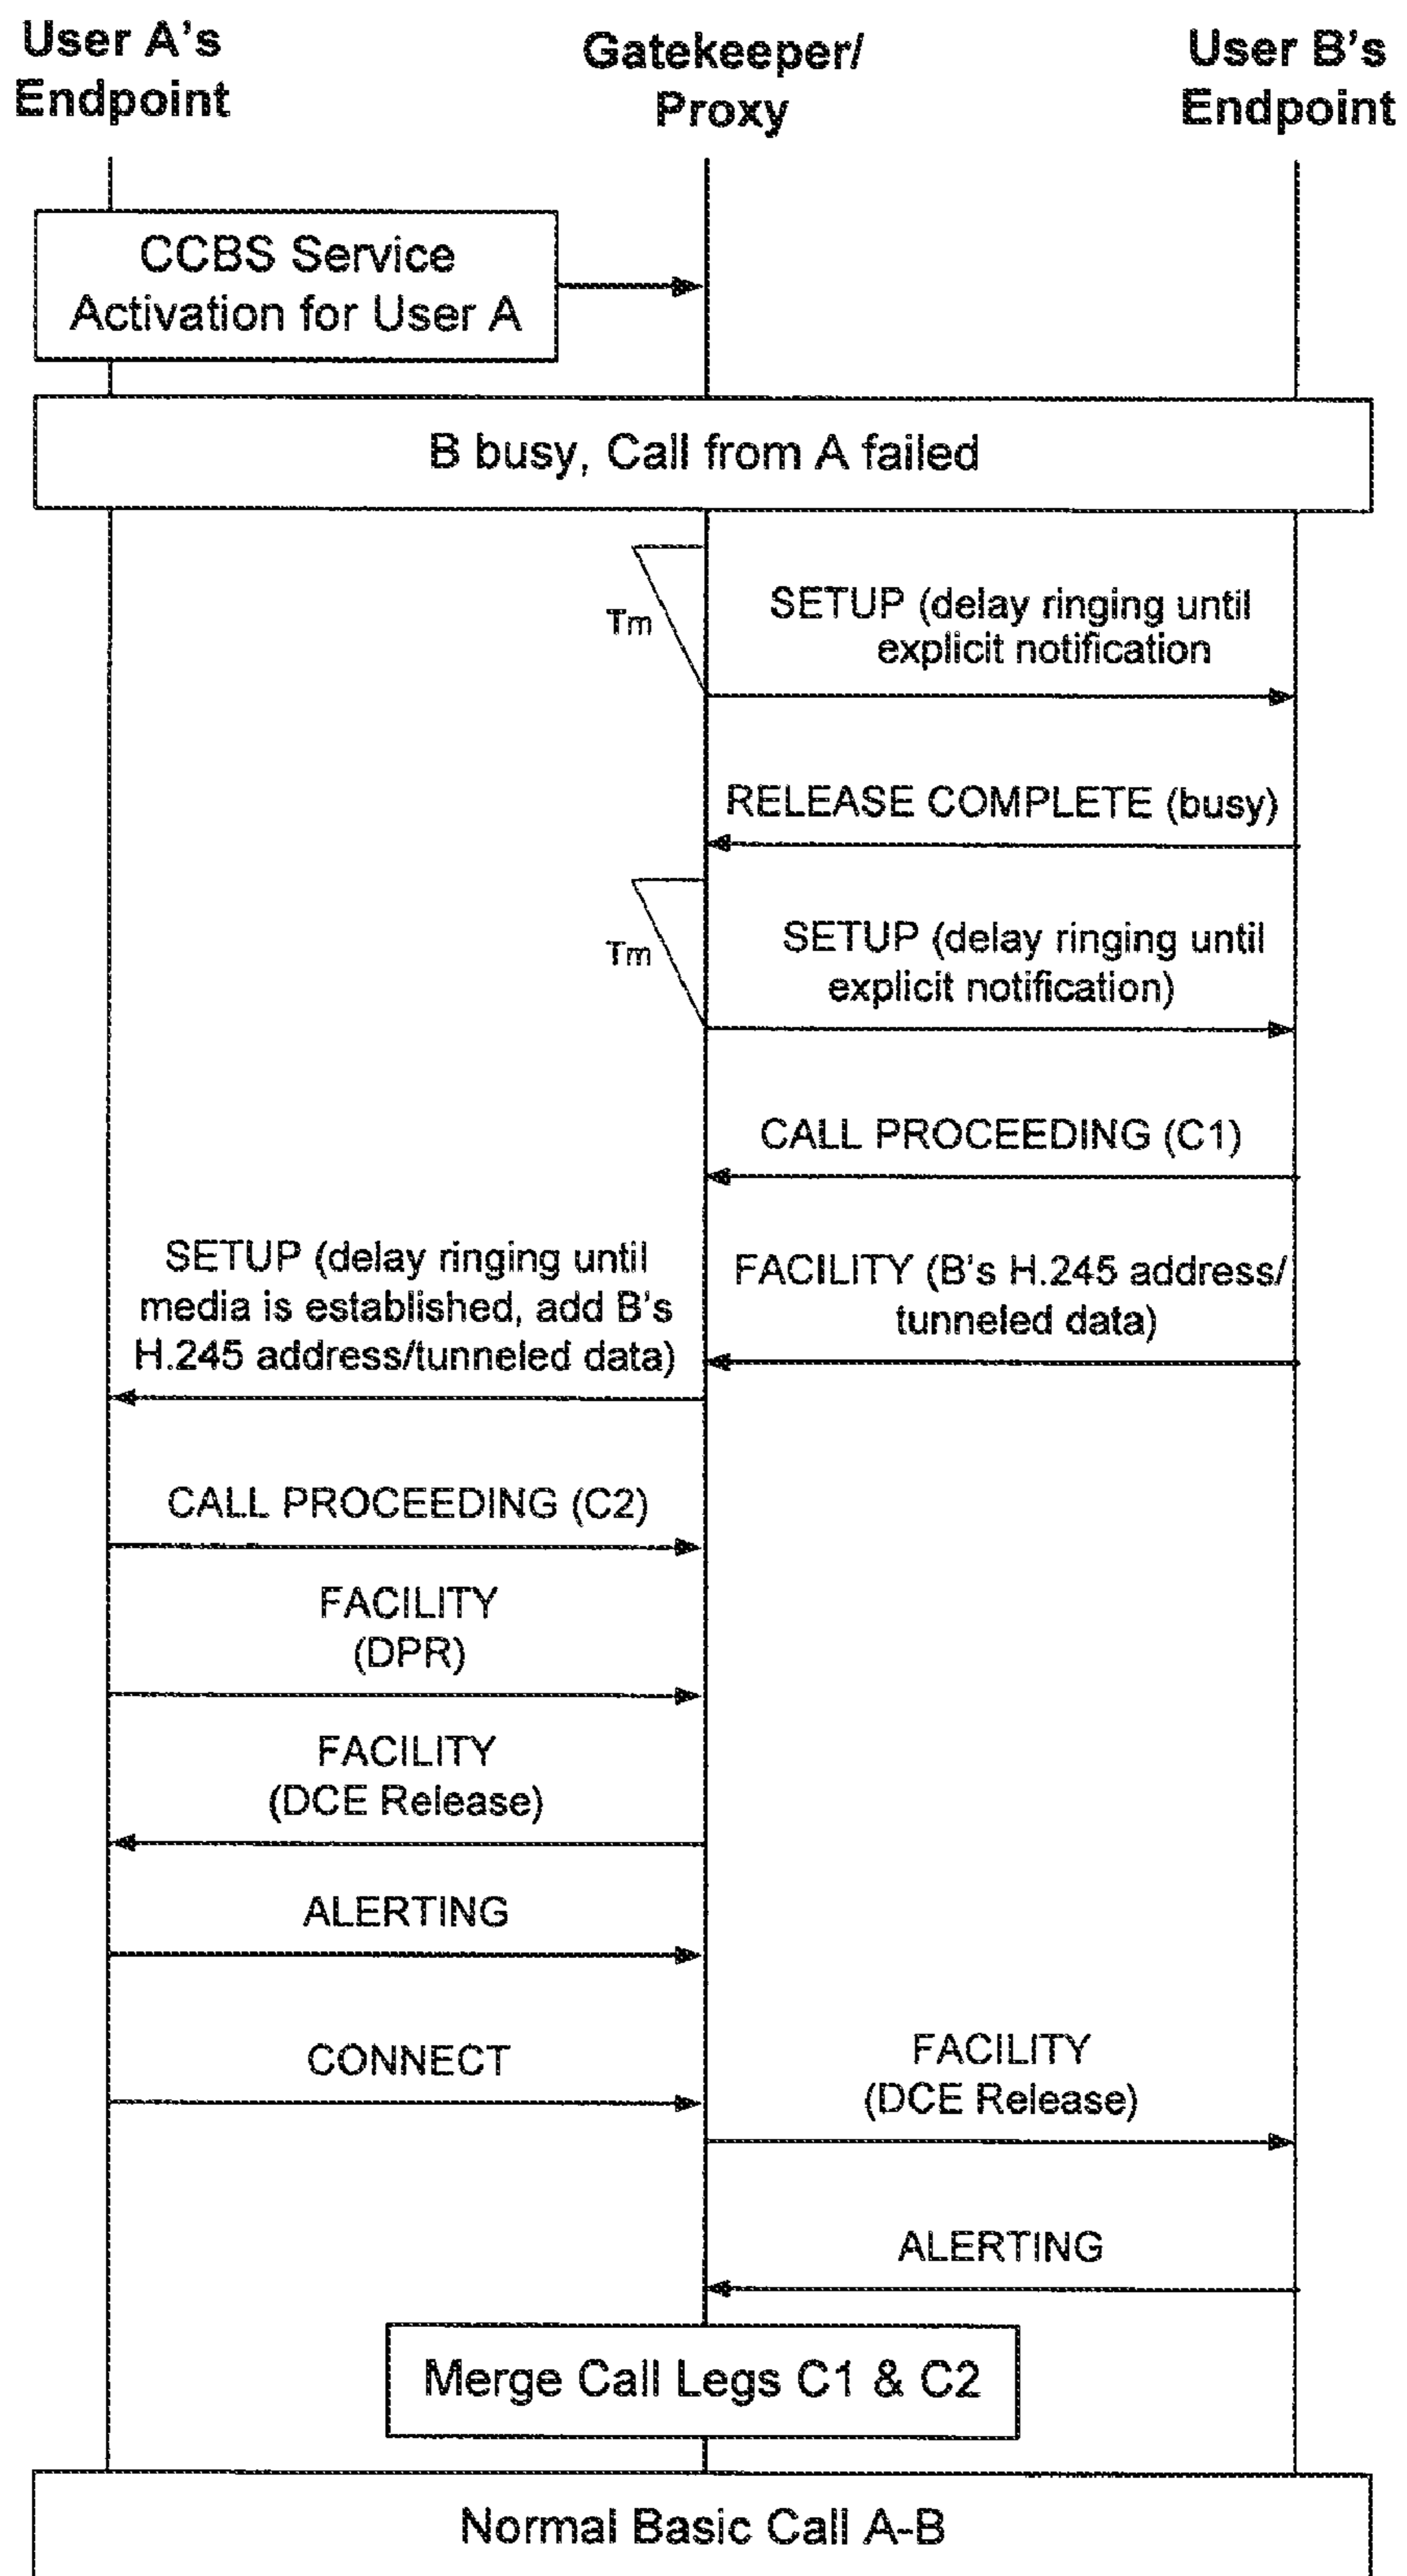 User A's
Endpoint
Gatekeeper/
Proxy
User B's
Endpoint
CCBS Service
Activation for User A
B busy, Call from A failed
Tm
SETUP (delay ringing until
explicit notification
RELEASE COMPLETE (busy)
Tm
SETUP (delay ringing until
explicit notification)
CALL PROCEEDING (C1)
SETUP (delay ringing until
media is established, add B's
H.245 address/tunneled data)
FACILITY (B's H.245 address/
tunneled data)
CALL PROCEEDING (C2)
FACILITY
(DPR)
FACILITY
(DCE Release)
ALERTING
CONNECT
FACILITY
(DCE Release)
ALERTING
Merge Call Legs C1 & C2
Normal Basic Call A-B